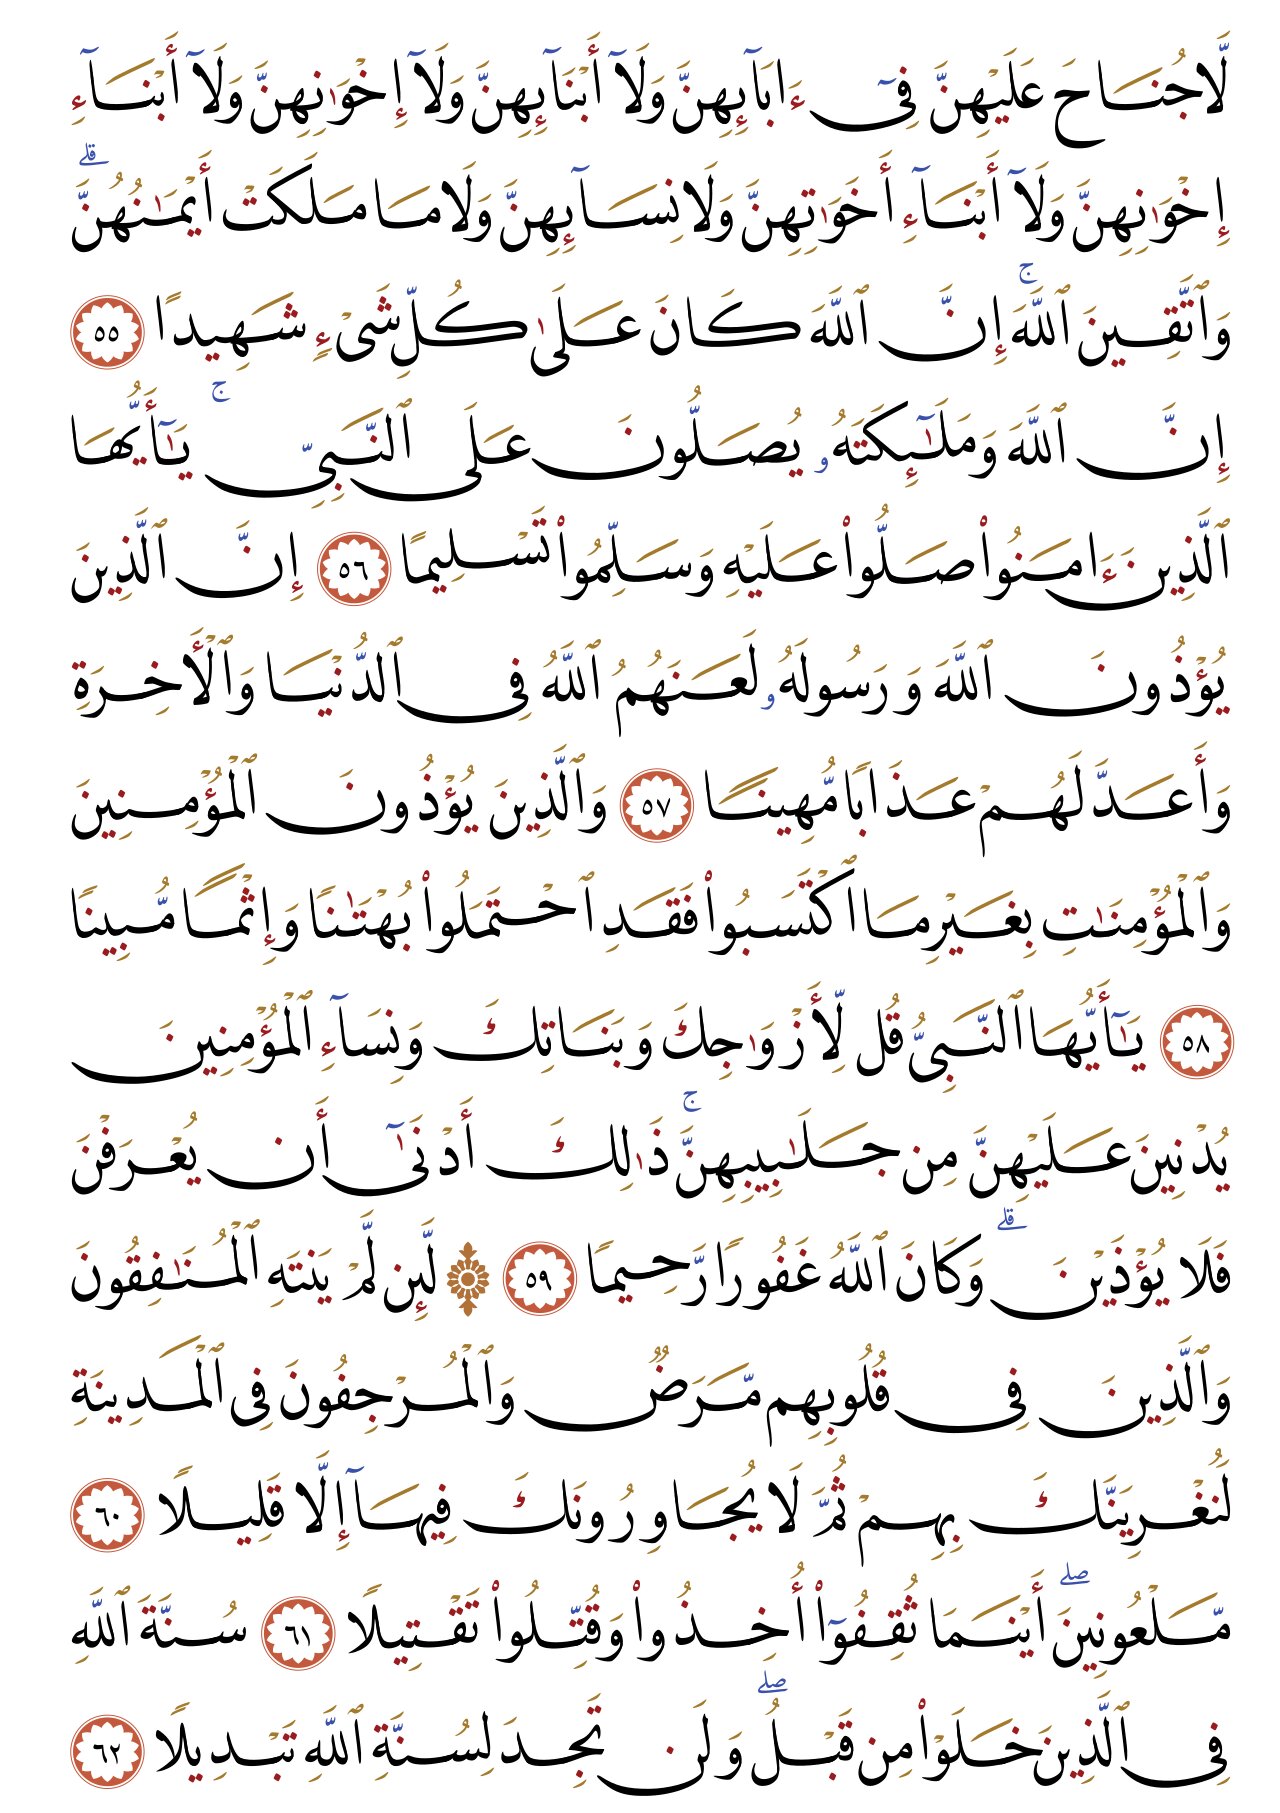 لَّا جُنَاحَ عَلَيْهِنَّ فِىٓ ءَابَآئِهِنَّ وَلَآ أَبْنَآئِهِنَّ وَلَآ إِخْوَٰنِهِنَّ وَلَآ أَبْنَآءِ
إِخْوَٰنِهِنَّ وَلَآ أَبْنَآءِ أَخَوَٰتِهِنَّ وَلَا نِسَآئِهِنَّ وَلَا مَا مَلَكَتْ أَيْمَٰنُهُنَّ ۗ
وَٱتَّقِينَ ٱللَّهَ ۚ إِنَّ ٱللَّهَ كَانَ عَلَىٰ كُلِّ شَىْءٍ شَهِيدًا ٥٥
إِنَّ ٱللَّهَ وَمَلَٰٓئِكَتَهُۥ يُصَلُّونَ عَلَى ٱلنَّبِىِّ ۚ يَٰٓأَيُّهَا
ٱلَّذِينَ ءَامَنُوا۟ صَلُّوا۟ عَلَيْهِ وَسَلِّمُوا۟ تَسْلِيمًا ٥٦ إِنَّ ٱلَّذِينَ
يُؤْذُونَ ٱللَّهَ وَرَسُولَهُۥ لَعَنَهُمُ ٱللَّهُ فِى ٱلدُّنْيَا وَٱلْأَخِرَةِ
وَأَعَدَّ لَهُمْ عَذَابًا مُّهِينًا ٥٧ وَٱلَّذِينَ يُؤْذُونَ ٱلْمُؤْمِنِينَ
وَٱلْمُؤْمِنَٰتِ بِغَيْرِ مَا ٱكْتَسَبُوا۟ فَقَدِ ٱحْتَمَلُوا۟ بُهْتَٰنًا وَإِثْمًا مُّبِينًا
٥٨ يَٰٓأَيُّهَا ٱلنَّبِىُّ قُل لِّأَزْوَٰجِكَ وَبَنَاتِكَ وَنِسَآءِ ٱلْمُؤْمِنِينَ
يُدْنِينَ عَلَيْهِنَّ مِن جَلَٰبِيبِهِنَّ ۚ ذَٰلِكَ أَدْنَىٰٓ أَن يُعْرَفْنَ
فَلَا يُؤْذَيْنَ ۗ وَكَانَ ٱللَّهُ غَفُورًا رَّحِيمًا ٥٩ ۞ لَّئِن لَّمْ يَنتَهِ ٱلْمُنَٰفِقُونَ
وَٱلَّذِينَ فِى قُلُوبِهِم مَّرَضٌ وَٱلْمُرْجِفُونَ فِى ٱلْمَدِينَةِ
لَنُغْرِيَنَّكَ بِهِمْ ثُمَّ لَا يُجَاوِرُونَكَ فِيهَآ إِلَّا قَلِيلًا ٦٠
مَّلْعُونِينَ ۖ أَيْنَمَا ثُقِفُوٓا۟ أُخِذُوا۟ وَقُتِّلُوا۟ تَقْتِيلًا ٦١ سُنَّةَ ٱللَّهِ
فِى ٱلَّذِينَ خَلَوْا۟ مِن قَبْلُ ۖ وَلَن تَجِدَ لِسُنَّةِ ٱللَّهِ تَبْدِيلًا ٦٢